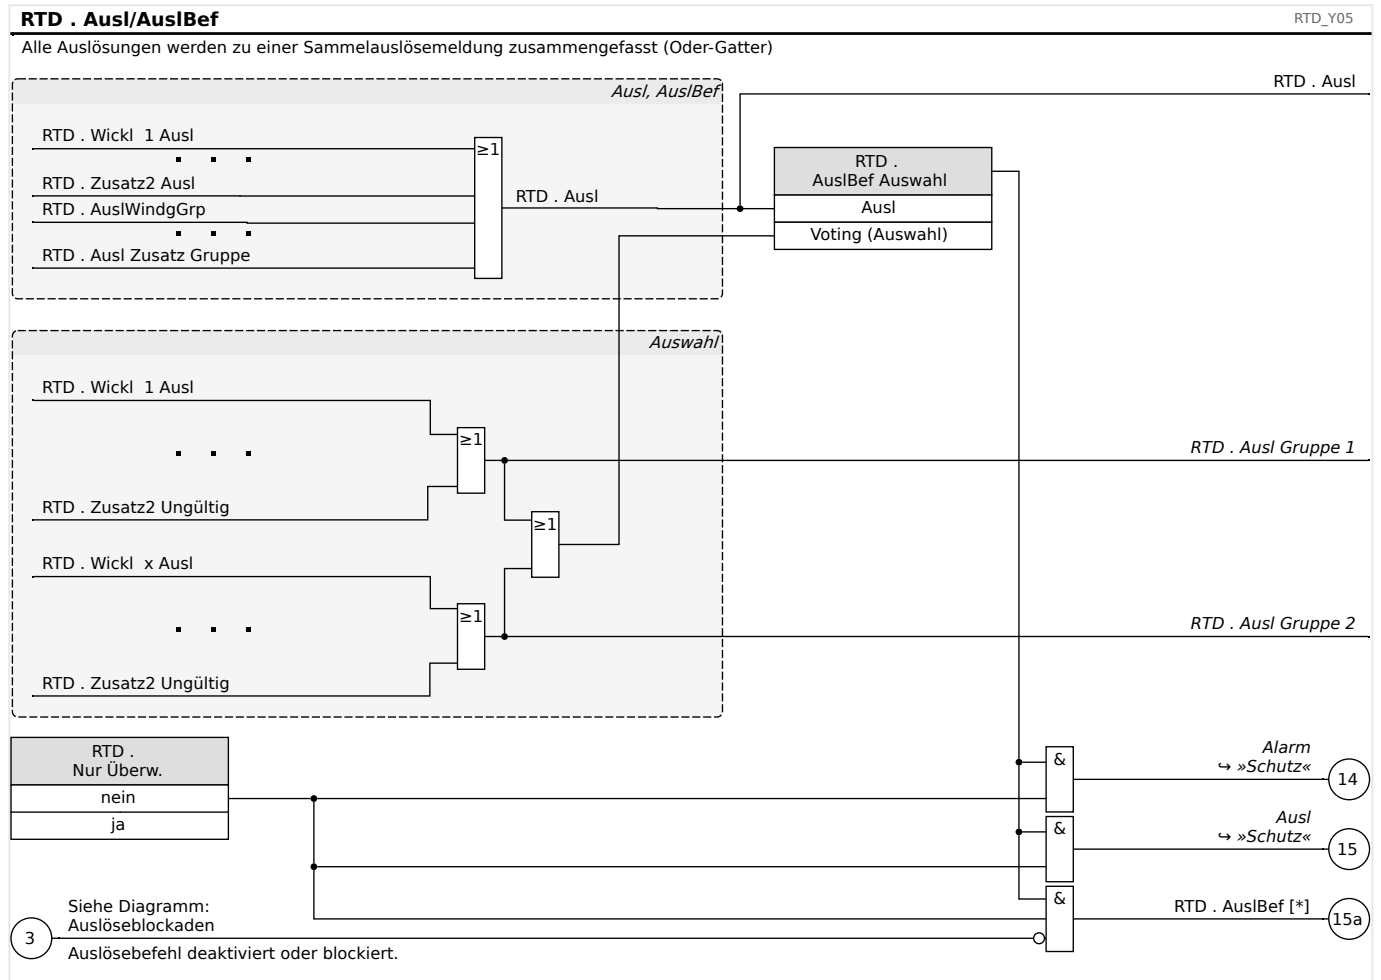 RTD . Ausl/AuslBef
RTD_Y05
Alle Auslösungen werden zu einer Sammelauslösemeldung zusammengefasst (Oder-Gatter)
Ausl, AuslBef
RTD . Ausl
RTD . Wickl 1 Ausl
≥1
RTD . Zusatz2 Ausl
RTD . AuslWindgGrp
RTD . Ausl Zusatz Gruppe
RTD . Ausl
RTD .
AuslBef Auswahl
Ausl
Voting (Auswahl)
Auswahl
RTD . Wickl 1 Ausl
≥1
RTD . Zusatz2 Ungültig
RTD . Ausl Gruppe 1
≥1
RTD . Wickl x Ausl
≥1
RTD . Zusatz2 Ungültig
RTD . Ausl Gruppe 2
RTD .
Nur Überw.
nein
ja
&
Alarm
↪ »Schutz«
14
&
Ausl
↪ »Schutz«
15
&
RTD . AuslBef [*]
15a
3
Siehe Diagramm:
Auslöseblockaden
Auslösebefehl deaktiviert oder blockiert.